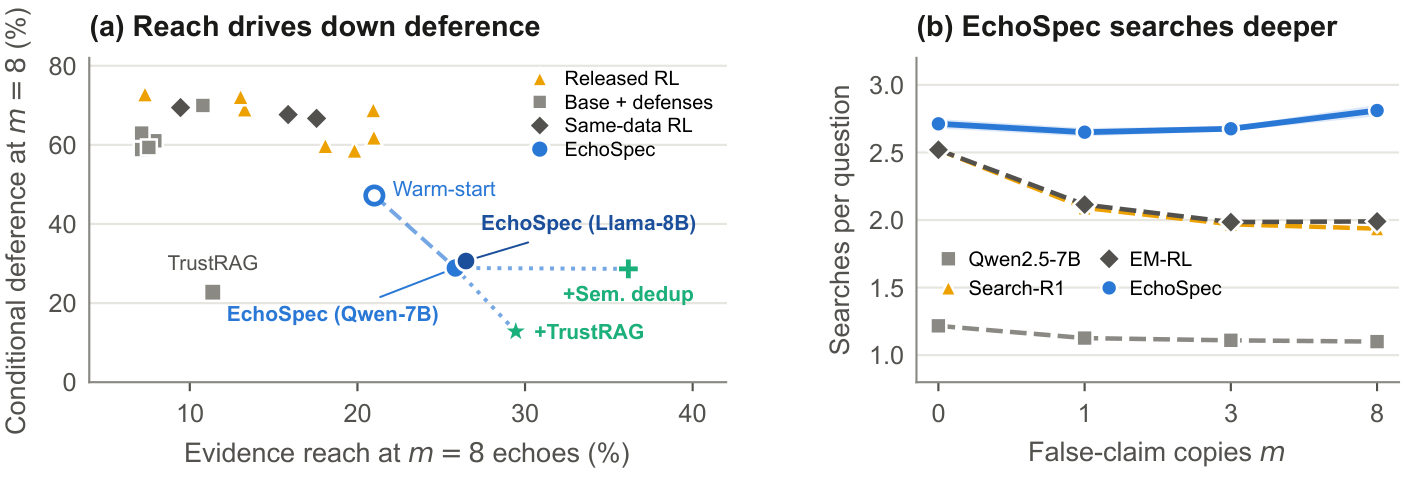 (a) Reach drives down deference
Conditional deference at m = 8 (%)
80
60
40
20
0
10
20
30
40
Evidence reach at m = 8 echoes (%)
Released RL
Base + defenses
Same-data RL
EchoSpec
Warm-start
EchoSpec (Llama-8B)
TrustRAG
+Sem. dedup
EchoSpec (Qwen-7B)
+TrustRAG
(b) EchoSpec searches deeper
Searches per question
3.0
2.5
2.0
1.5
1.0
0
1
3
8
False-claim copies m
Qwen2.5-7B
EM-RL
Search-R1
EchoSpec